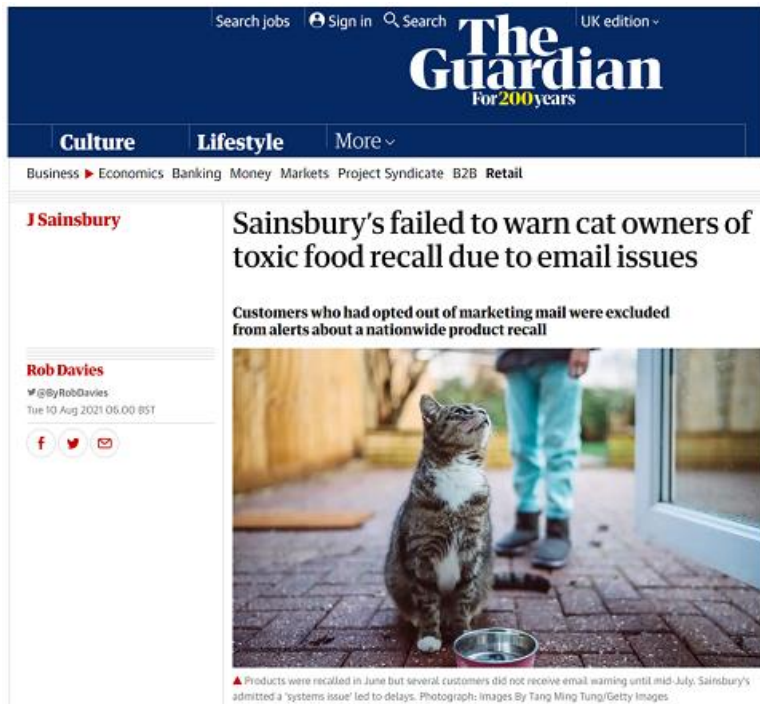 Search jobs Sign in Search UK edition
The
Guardian
For 200 years
Culture Lifestyle More
Business Economics Banking Money Markets Project Syndicate B2B Retail
J Sainsbury
Sainsbury's failed to warn cat owners of
toxic food recall due to email issues
Customers who had opted out of marketing mail were excluded
from alerts about a nationwide product recall
Rob Davies
@ByRobDavies
Tue 10 Aug 2021 06.00 BST
Products were recalled in June but several customers did not receive email warning until mid-July. Sainsbury's
admitted a 'systems issue' led to delays. Photograph: Images By Tang Ming Tung/Getty Images